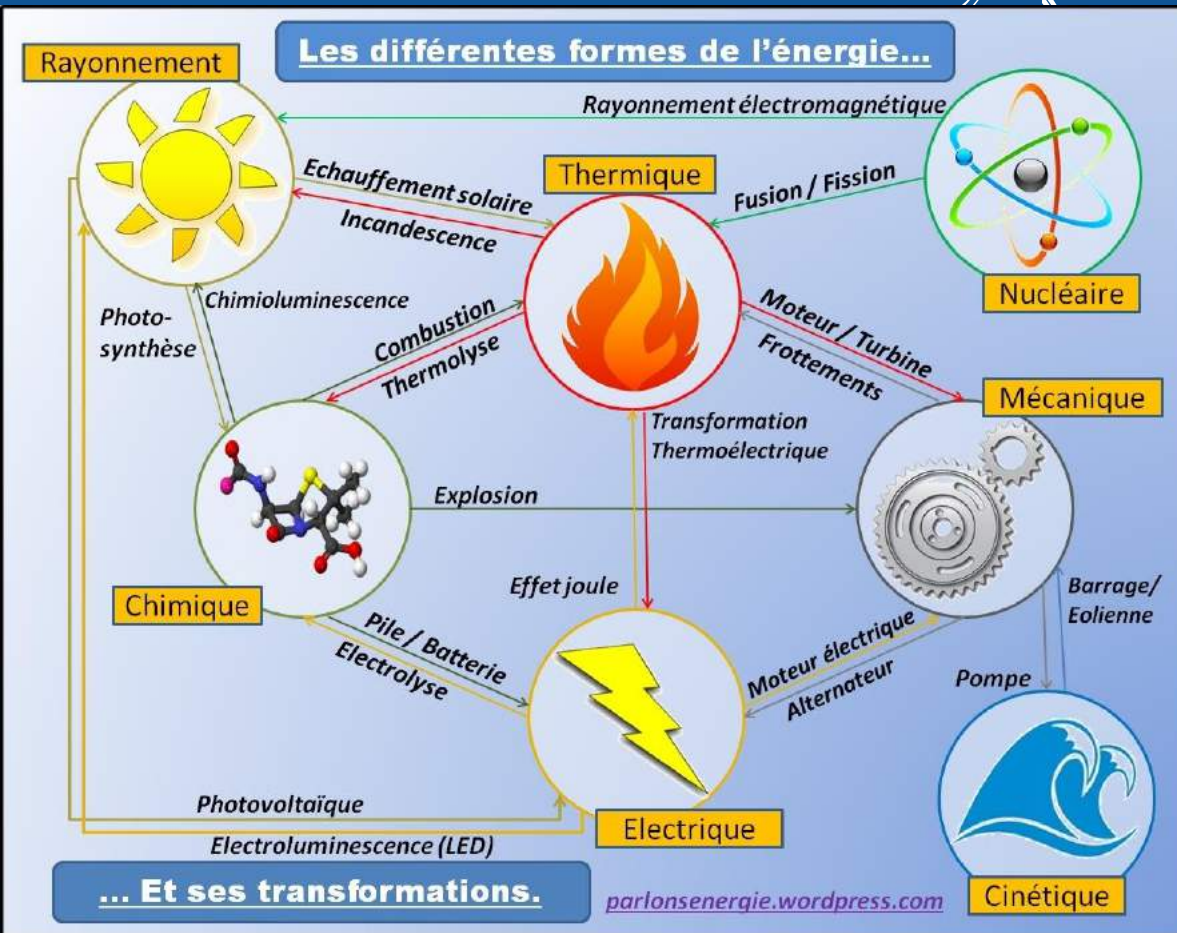 Les différentes formes de l'énergie...
Rayonnement
Rayonnement électromagnétique
Echauffement solaire
Incandescence
Thermique
Fusion / Fission
Nucléaire
Photo-
synthèse
Chimioluminescence
Combustion
Thermolyse
Moteur / Turbine
Frottements
Mécanique
Transformation
Thermoélectrique
Explosion
Chimique
Effet joule
Barrage/
Eolienne
Pile / Batterie
Electrolyse
Moteur électrique
Alternateur
Pompe
Photovoltaïque
Electroluminescence (LED)
Electrique
Cinétique
... Et ses transformations.
parlonsenergie.wordpress.com